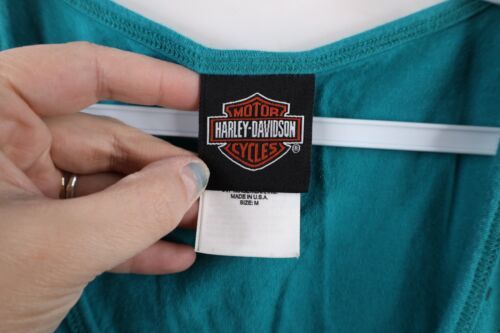 MOTOR
HARLEY-DAVIDSON
CYCLES
®
MADE IN U.S.A.
SIZE: M